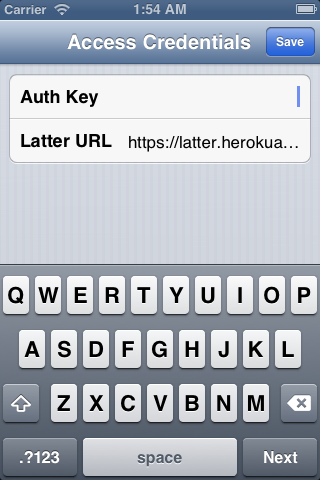 Carrier 1:54 AM
Access Credentials Save
Auth Key
Latter URL https://latter.herokua...
Q W E R T Y U I O P
A S D F G H J K L
Z X C V B N M
.?123 space Next